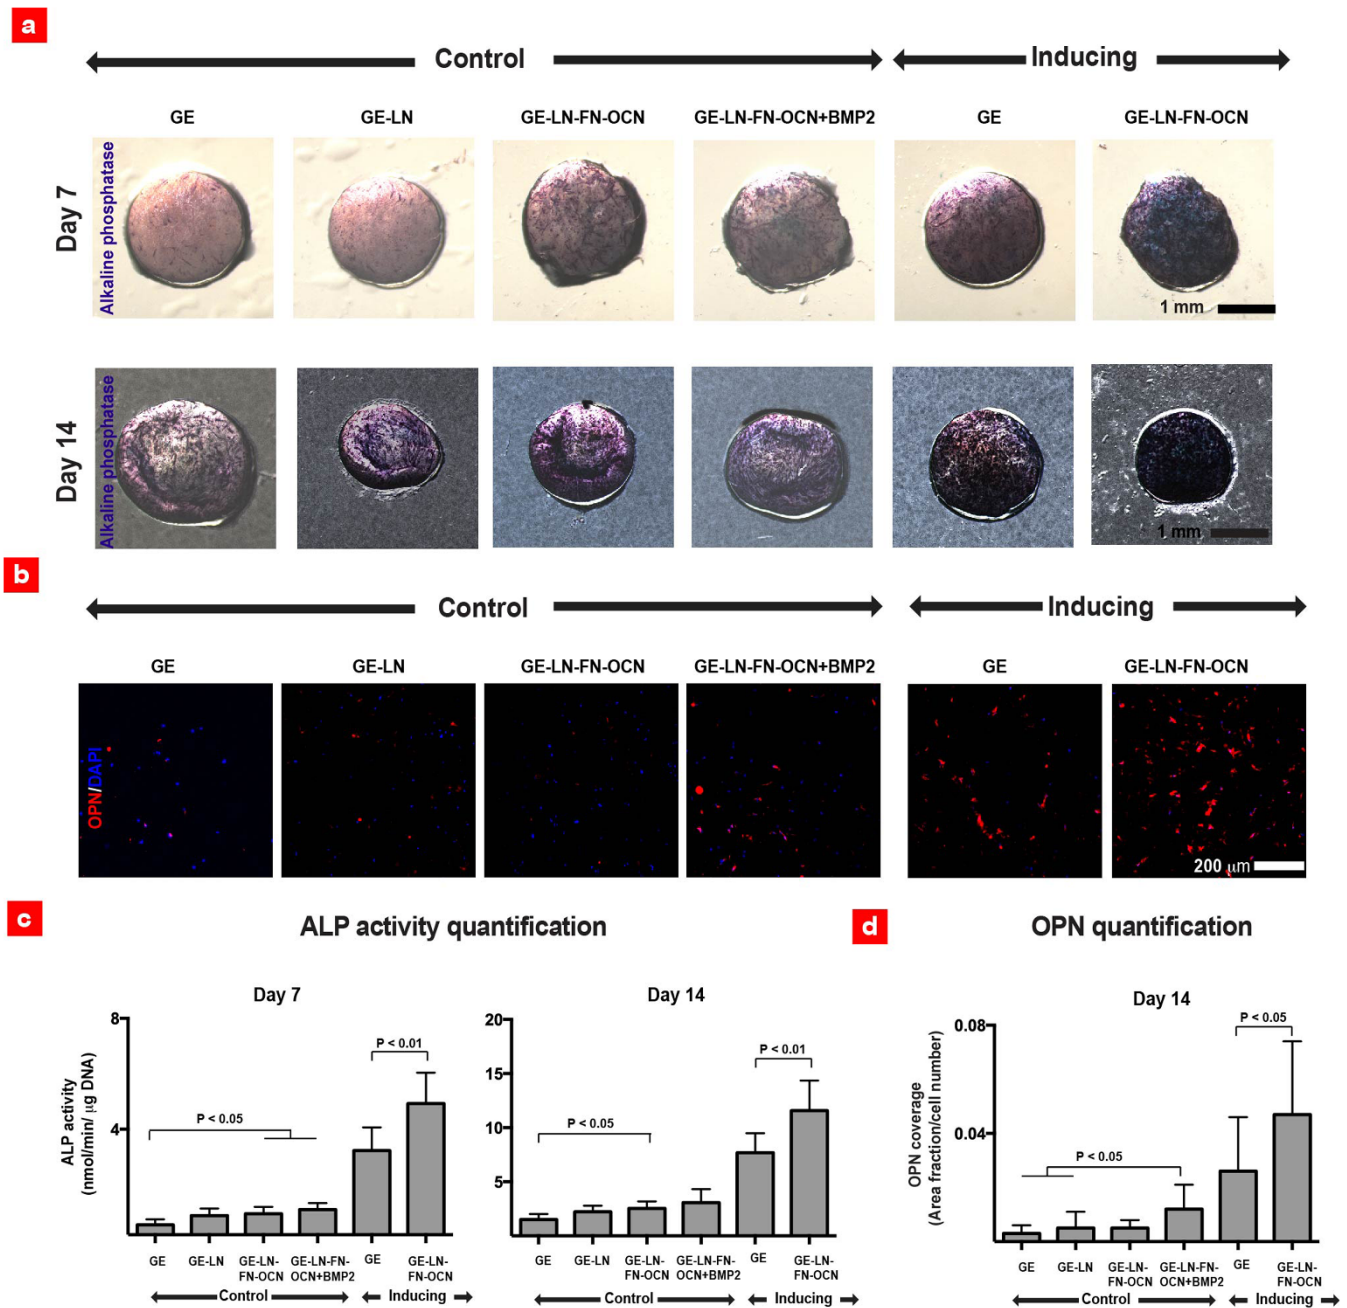 a
Control
Inducing
GE
GE-LN
GE-LN-FN-OCN
GE-LN-FN-OCN+BMP2
GE
GE-LN-FN-OCN
Day 7
Alkaline phosphatase
1 mm
Day 14
Alkaline phosphatase
1 mm
b
Control
Inducing
GE
GE-LN
GE-LN-FN-OCN
GE-LN-FN-OCN+BMP2
GE
GE-LN-FN-OCN
OPN/DAPI
200 µm
c
ALP activity quantification
Day 7
ALP activity
(nmol/min/ µg DNA)
8
4
P < 0.05
P < 0.01
GE
GE-LN
GE-LN-
FN-OCN
GE-LN-FN-
OCN+BMP2
GE
GE-LN-
FN-OCN
Control
Inducing
Day 14
20
15
10
5
P < 0.05
P < 0.01
GE
GE-LN
GE-LN-
FN-OCN
GE-LN-FN-
OCN+BMP2
GE
GE-LN-
FN-OCN
Control
Inducing
d
OPN quantification
Day 14
OPN coverage
(Area fraction/cell number)
0.08
0.04
P < 0.05
P < 0.05
GE
GE-LN
GE-LN-
FN-OCN
GE-LN-FN-
OCN+BMP2
GE
GE-LN-
FN-OCN
Control
Inducing